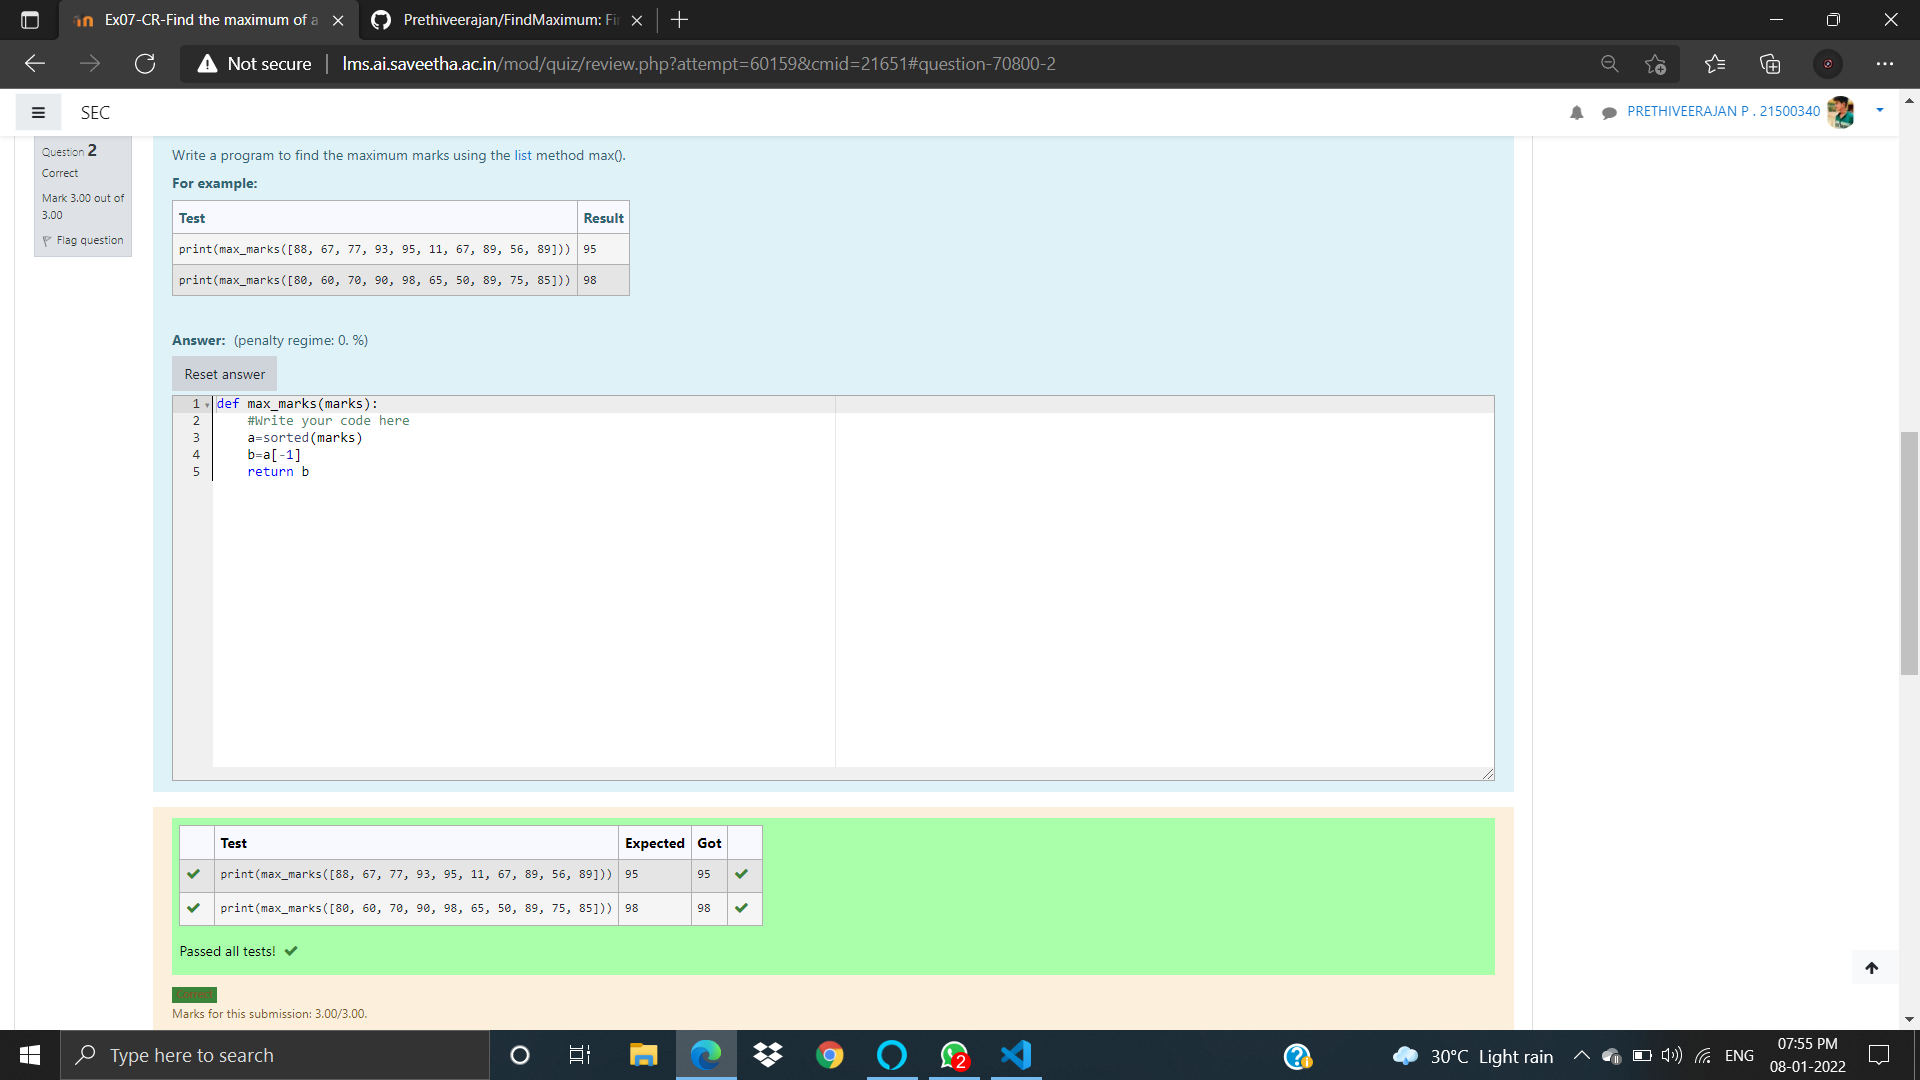 Ex07-CR-Find the maximum of a
Prethiveerajan/FindMaximum: Fi
Not secure
lms.ai.saveetha.ac.in/mod/quiz/review.php?attempt=60159&cmid=21651#question-70800-2
SEC
PRETHIVEERAJAN P . 21500340
Question 2
Correct
Mark 3.00 out of
3.00
Flag question
Write a program to find the maximum marks using the list method max().
For example:
Test Result
print(max_marks([88, 67, 77, 93, 95, 11, 67, 89, 56, 89])) 95
print(max_marks([80, 60, 70, 90, 98, 65, 50, 89, 75, 85])) 98
Answer: (penalty regime: 0. %)
Reset answer
1 def max_marks(marks):
2 #Write your code here
3 a=sorted(marks)
4 b=a[-1]
5 return b
Test Expected Got
print(max_marks([88, 67, 77, 93, 95, 11, 67, 89, 56, 89])) 95 95
print(max_marks([80, 60, 70, 90, 98, 65, 50, 89, 75, 85])) 98 98
Passed all tests!
Correct
Marks for this submission: 3.00/3.00.
Type here to search
2
30°C Light rain
ENG
07:55 PM
08-01-2022